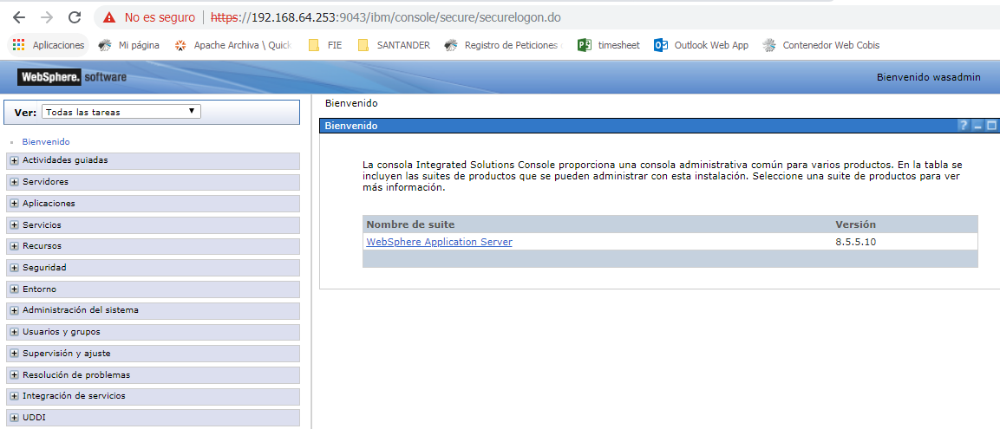 No es seguro | https://192.168.64.253:9043/ibm/console/secure/securelogon.do
Aplicaciones Mi página Apache Archiva \ Quick FIE SANTANDER Registro de Peticiones timesheet Outlook Web App Contenedor Web Cobis
WebSphere. software Bienvenido wasadmin
Ver: Todas las tareas
Bienvenido
Actividades guiadas
Servidores
Aplicaciones
Servicios
Recursos
Seguridad
Entorno
Administración del sistema
Usuarios y grupos
Supervisión y ajuste
Resolución de problemas
Integración de servicios
UDDI
Bienvenido
Bienvenido ?
La consola Integrated Solutions Console proporciona una consola administrativa común para varios productos. En la tabla se
incluyen las suites de productos que se pueden administrar con esta instalación. Seleccione una suite de productos para ver
más información.
Nombre de suite Versión
WebSphere Application Server 8.5.5.10